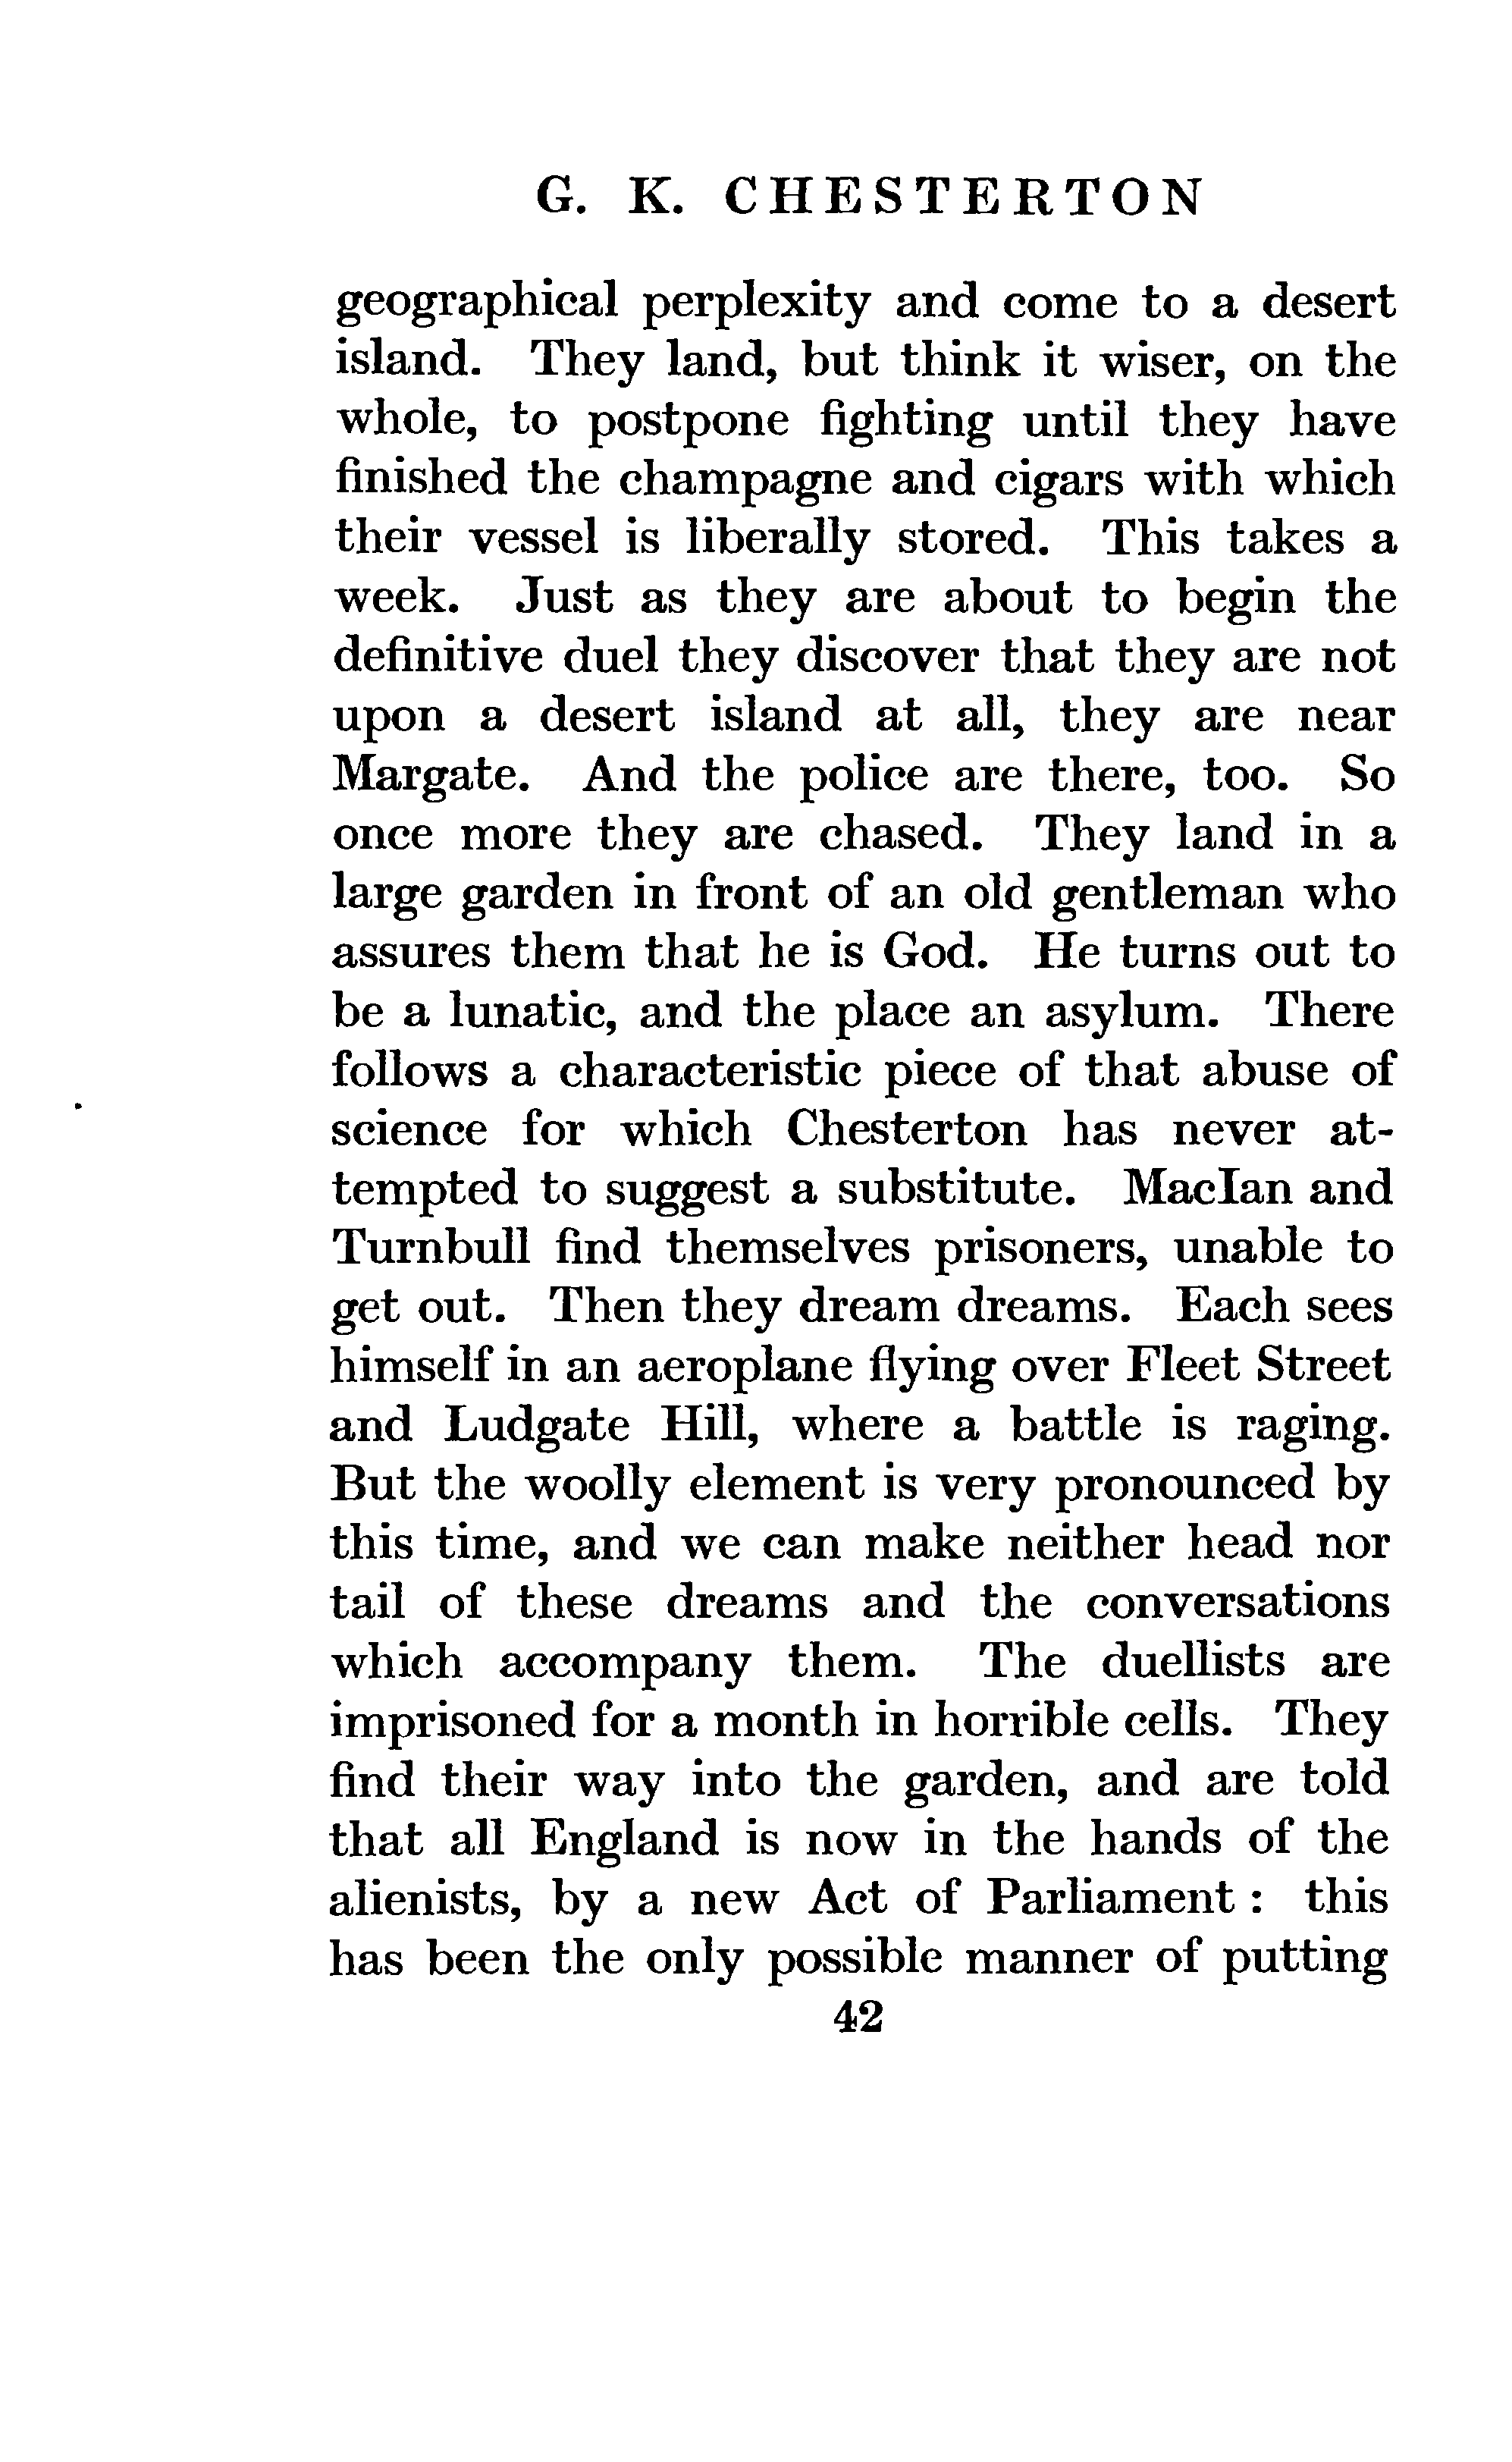 G. K. CHESTERTON
geographical perplexity and come to a desert
island. They land, but think it wiser, on the
whole, to postpone fighting until they have
finished the champagne and cigars with which
their vessel is liberally stored. This takes a
week. Just as they are about to begin the
definitive duel they discover that they are not
upon a desert island at all, they are near
Margate. And the police are there, too. So
once more they are chased. They land in a
large garden in front of an old gentleman who
assures them that he is God. He turns out to
be a lunatic, and the place an asylum. There
follows a characteristic piece of that abuse of
science for which Chesterton has never at-
tempted to suggest a substitute. MacIan and
Turnbull find themselves prisoners, unable to
get out. Then they dream dreams. Each sees
himself in an aeroplane flying over Fleet Street
and Ludgate Hill, where a battle is raging.
But the woolly element is very pronounced by
this time, and we can make neither head nor
tail of these dreams and the conversations
which accompany them. The duellists are
imprisoned for a month in horrible cells. They
find their way into the garden, and are told
that all England is now in the hands of the
alienists, by a new Act of Parliament : this
has been the only possible manner of putting
42